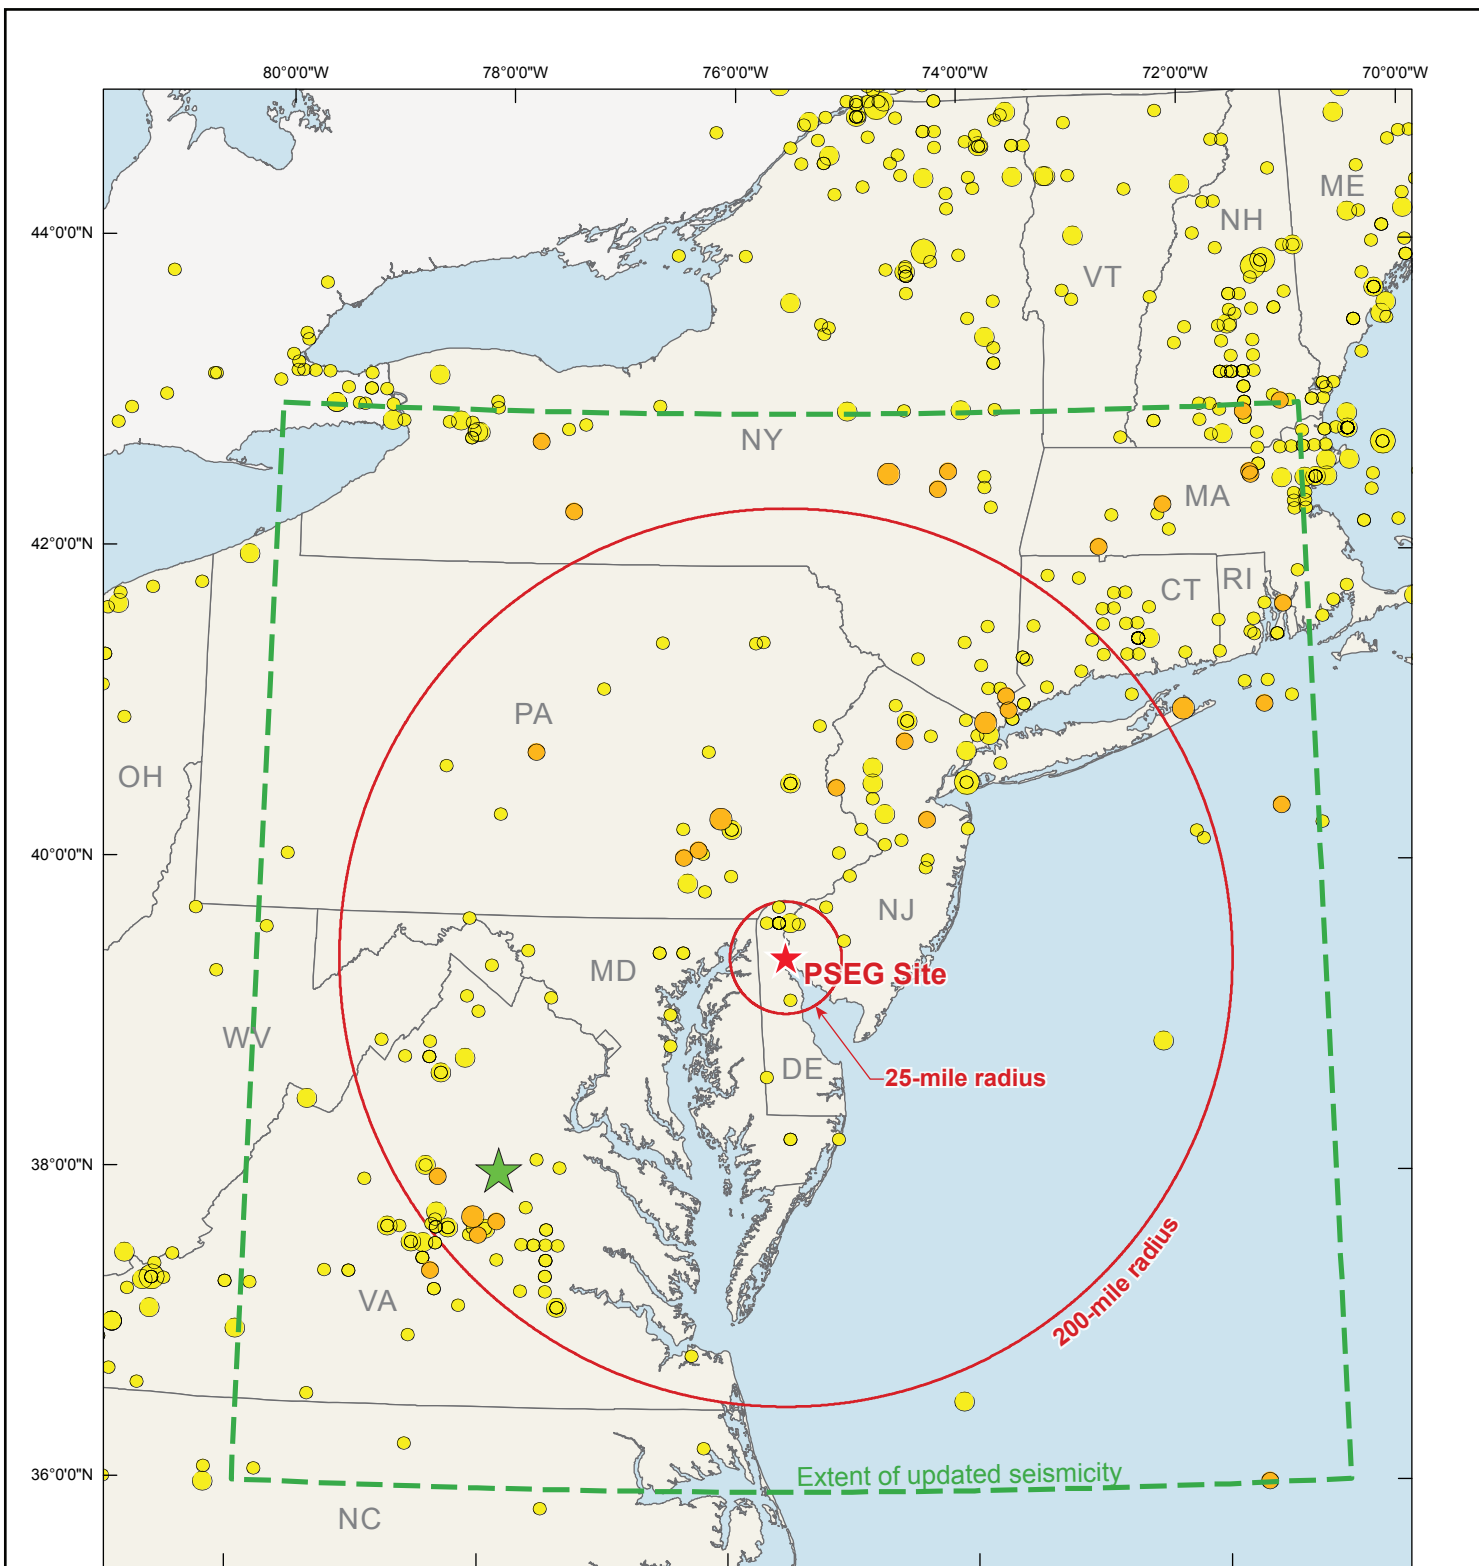 80°0'0"W 78°0'0"W 76°0'0"W 74°0'0"W 72°0'0"W 70°0'0"W
ME
NH
44°0'0"N
VT
NY
MA
42°0'0"N
CT RI
PA
OH
40°0'0"N
NJ
MD
PSEG Site
WV
DE
25-mile radius
38°0'0"N
200-mile radius
VA
36°0'0"N
Extent of updated seismicity
NC